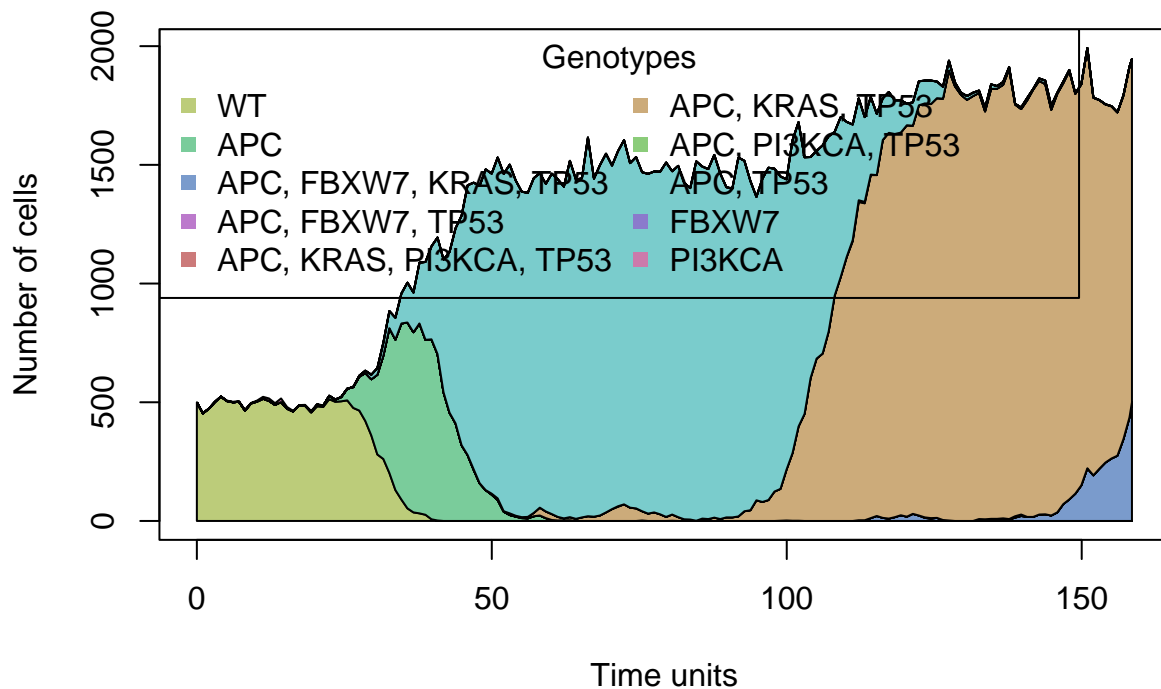 Genotypes
WT
APC
APC, FBXW7, KRAS, TP53
APC, FBXW7, TP53
APC, KRAS, PI3KCA, TP53
APC, KRAS, TP53
APC, PI3KCA, TP53
APC, TP53
FBXW7
PI3KCA
Number of cells
2000
1500
1000
500
0
0 50 100 150
Time units